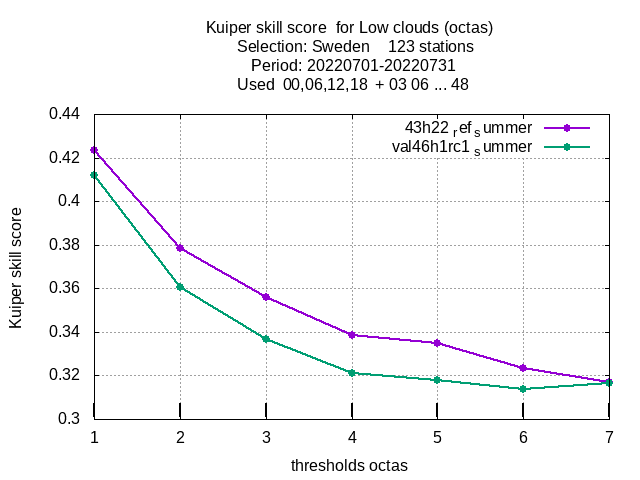 Kuiper skill score for Low clouds (octas)
Selection: Sweden 123 stations
Period: 20220701-20220731
Used 00,06,12,18 + 03 06 ... 48
43h22 ref summer
val46h1rc1 summer
0.44
0.42
0.4
0.38
0.36
0.34
0.32
0.3
Kuiper skill score
1 2 3 4 5 6 7
thresholds octas